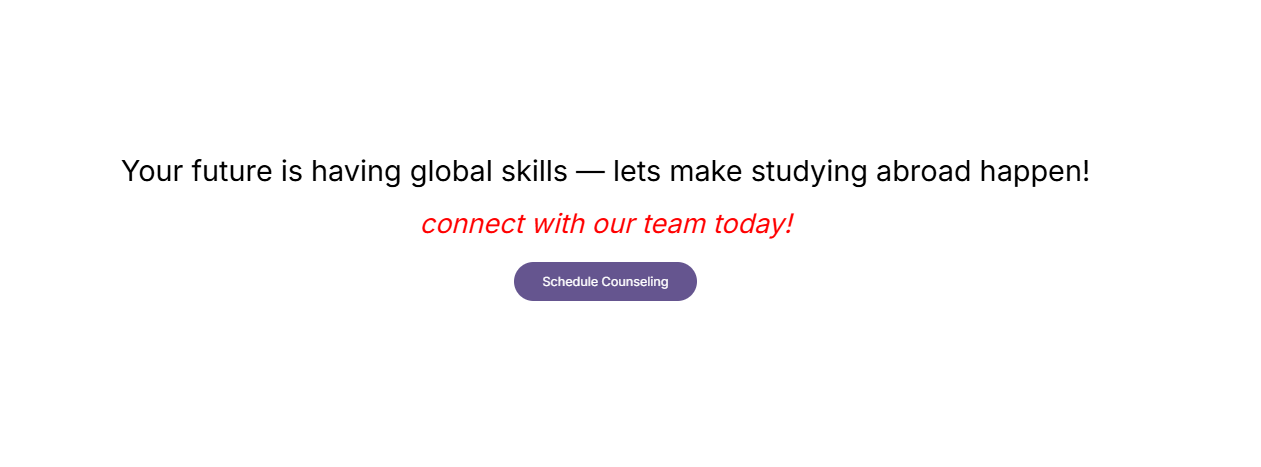 Your future is having global skills — lets make studying abroad happen!
connect with our team today!
Schedule Counseling